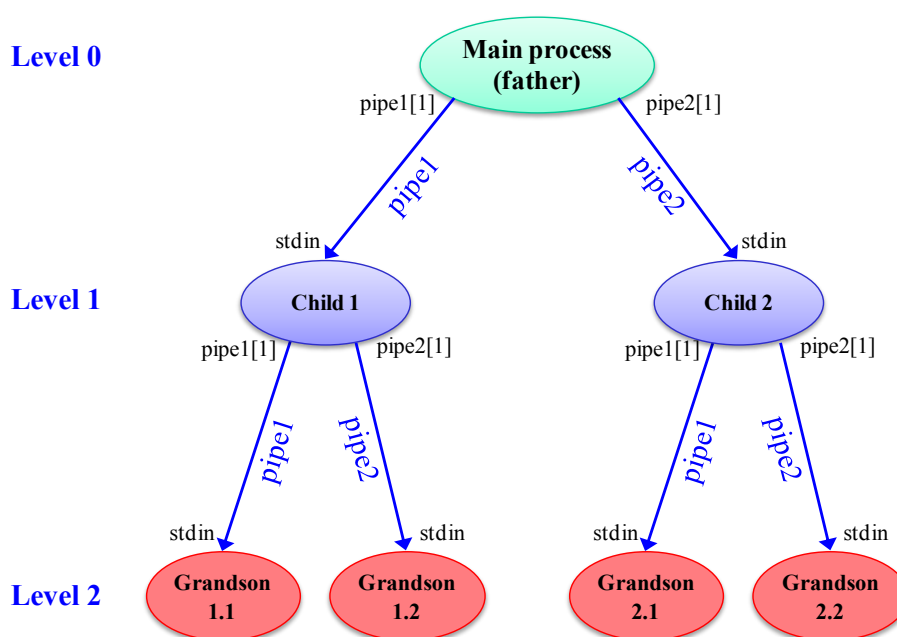 Level 0
Main process
(father)
pipe1[1]
pipe2[1]
pipe1
pipe2
stdin
stdin
Level 1
Child 1
Child 2
pipe1[1]
pipe2[1]
pipe1[1]
pipe2[1]
pipe1
pipe2
pipe1
pipe2
stdin
stdin
stdin
stdin
Level 2
Grandson
1.1
Grandson
1.2
Grandson
2.1
Grandson
2.2